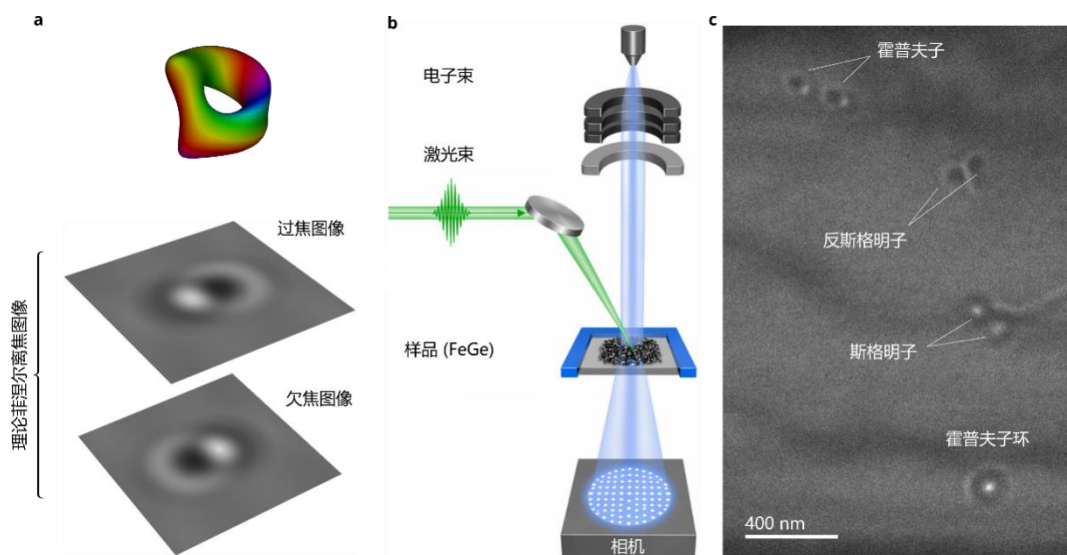 a
过焦图像
理论菲涅尔离焦图像
欠焦图像
b
电子束
激光束
样品 (FeGe)
相机
c
霍普夫子
反斯格明子
斯格明子
霍普夫子环
400 nm